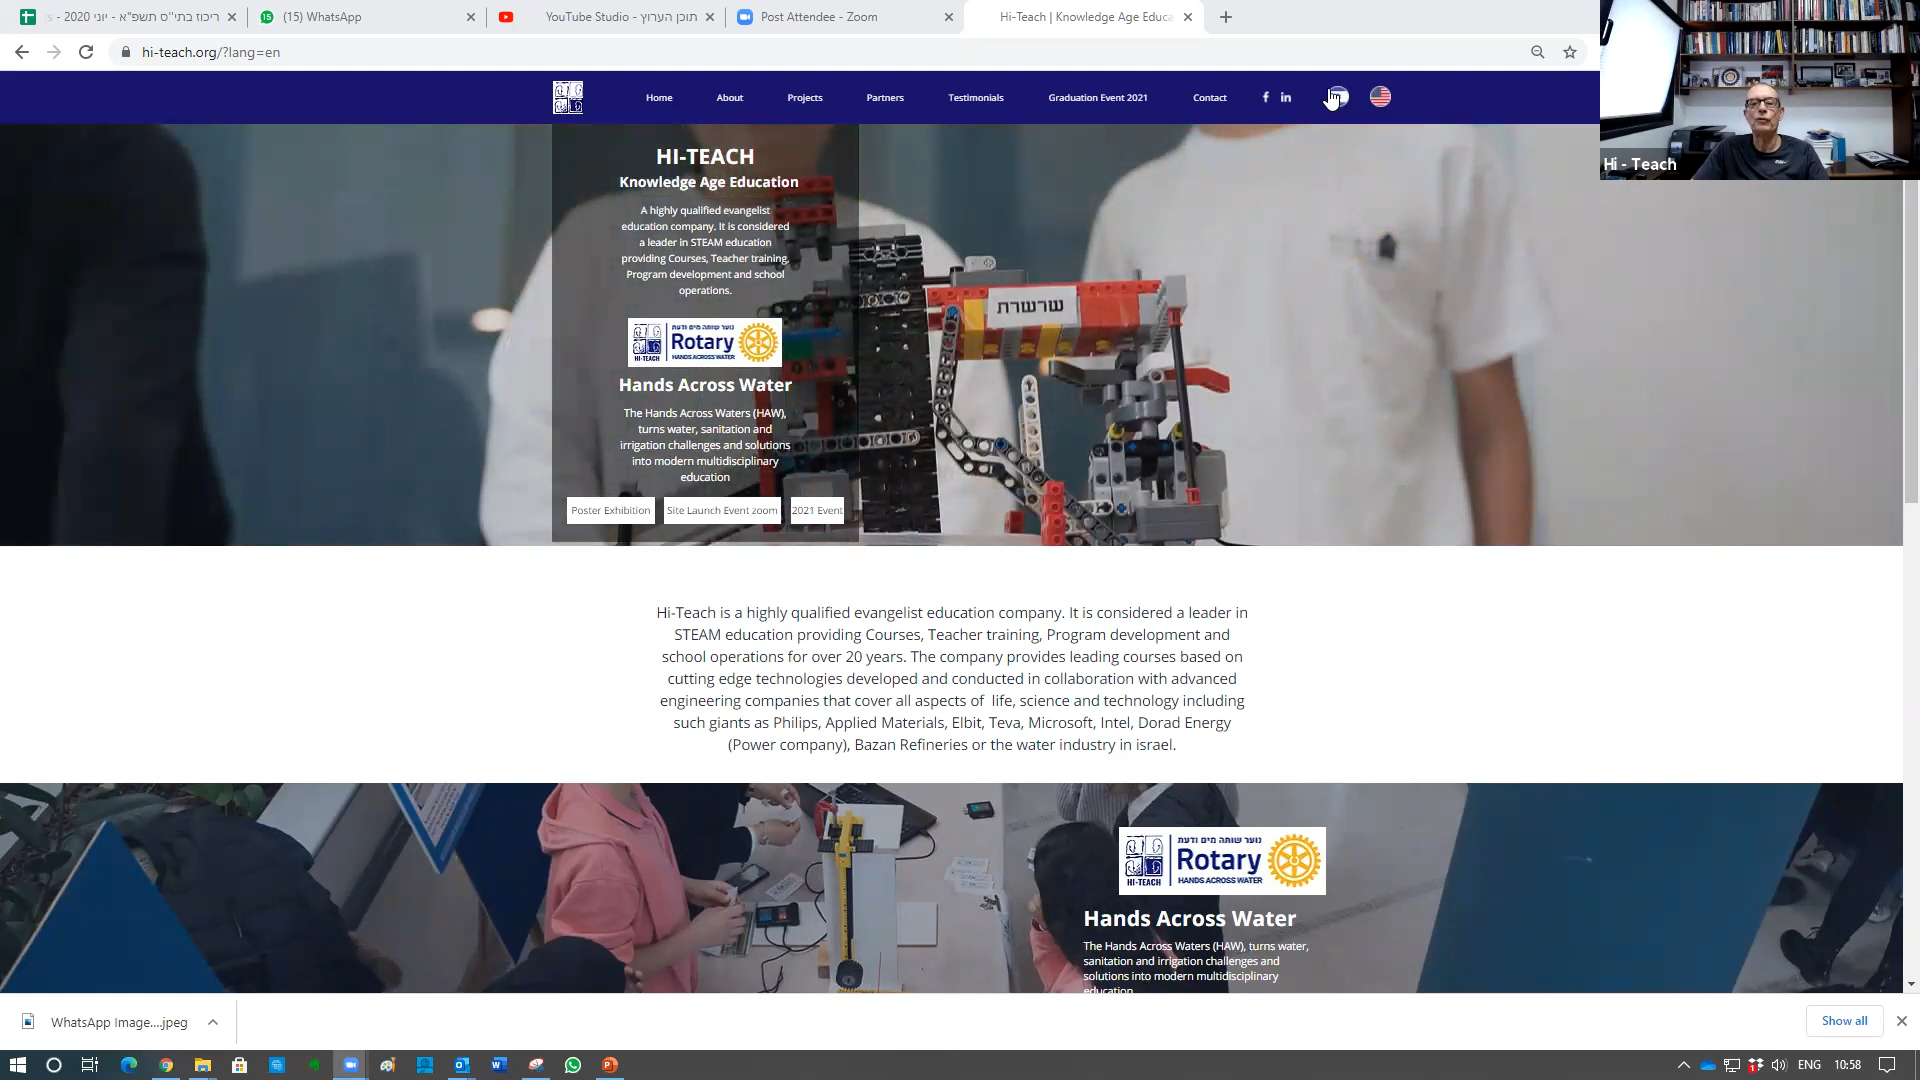 ריכוז בתי"ס תשפ"א - יוני 2020 -
(15) WhatsApp
תוכן הערוץ - YouTube Studio
Post Attendee - Zoom
Hi-Teach | Knowledge Age Educa
hi-teach.org/?lang=en
Home
About
Projects
Partners
Testimonials
Graduation Event 2021
Contact
Hi - Teach
HI-TEACH
Knowledge Age Education
A highly qualified evangelist
education company. It is considered
a leader in STEAM education
providing Courses, Teacher training,
Program development and school
operations.
שרשרת
נוער שותה מים ודעת
Rotary
HI-TEACH
HANDS ACROSS WATER
Hands Across Water
The Hands Across Waters (HAW),
turns water, sanitation and
irrigation challenges and solutions
into modern multidisciplinary
education
Poster Exhibition
Site Launch Event zoom
2021 Event
Hi-Teach is a highly qualified evangelist education company. It is considered a leader in
STEAM education providing Courses, Teacher training, Program development and
school operations for over 20 years. The company provides leading courses based on
cutting edge technologies developed and conducted in collaboration with advanced
engineering companies that cover all aspects of life, science and technology including
such giants as Philips, Applied Materials, Elbit, Teva, Microsoft, Intel, Dorad Energy
(Power company), Bazan Refineries or the water industry in israel.
נוער שותה מים ודעת
Rotary
HI-TEACH
HANDS ACROSS WATER
Hands Across Water
The Hands Across Waters (HAW), turns water,
sanitation and irrigation challenges and
solutions into modern multidisciplinary
education
WhatsApp Image....jpeg
Show all
ENG
10:58